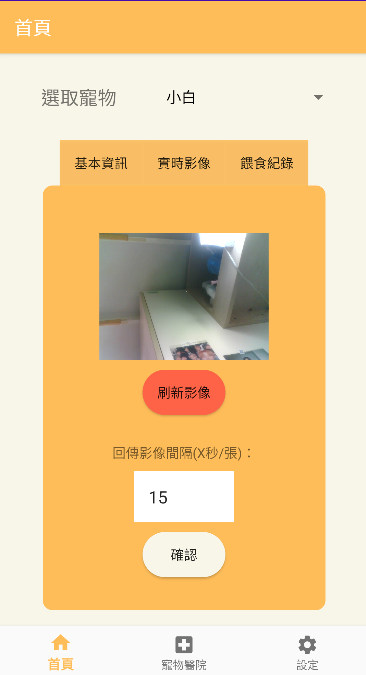 首頁
選取寵物 小白
基本資訊 實時影像 餵食紀錄
刷新影像
回傳影像間隔(X秒/張)：
15
確認
首頁 寵物醫院 設定